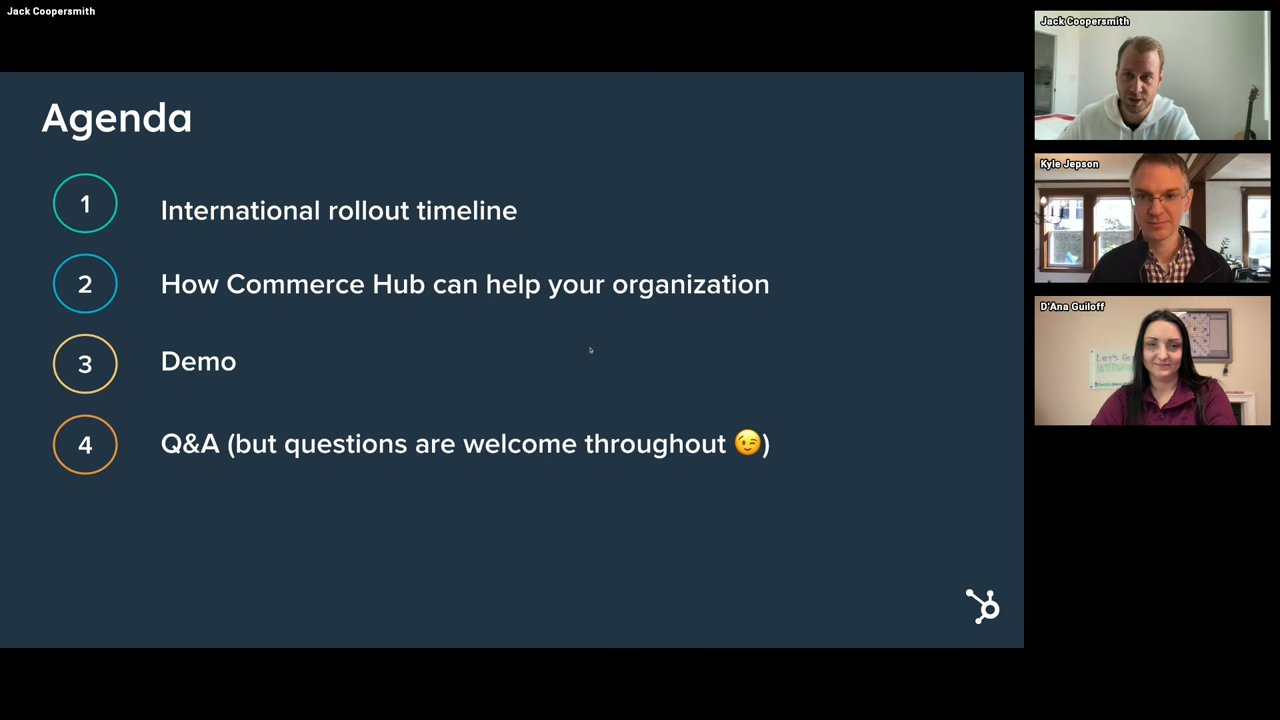 Jack Coopersmith
Agenda
1
International rollout timeline
2
How Commerce Hub can help your organization
3
Demo
4
Q&A (but questions are welcome throughout 😉)
Jack Coopersmith
Kyle Jepson
D'Ana Guiloff